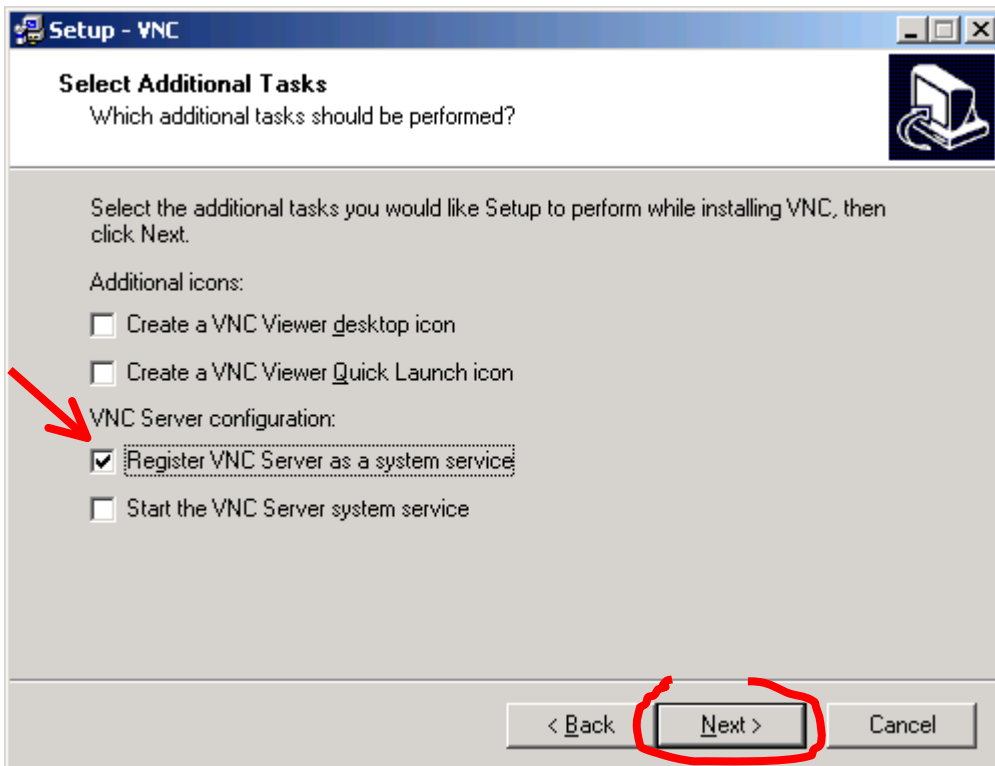 Setup - VNC
Select Additional Tasks
Which additional tasks should be performed?
Select the additional tasks you would like Setup to perform while installing VNC, then
click Next.
Additional icons:
Create a VNC Viewer desktop icon
Create a VNC Viewer Quick Launch icon
VNC Server configuration:
Register VNC Server as a system service
Start the VNC Server system service
< Back
Next >
Cancel